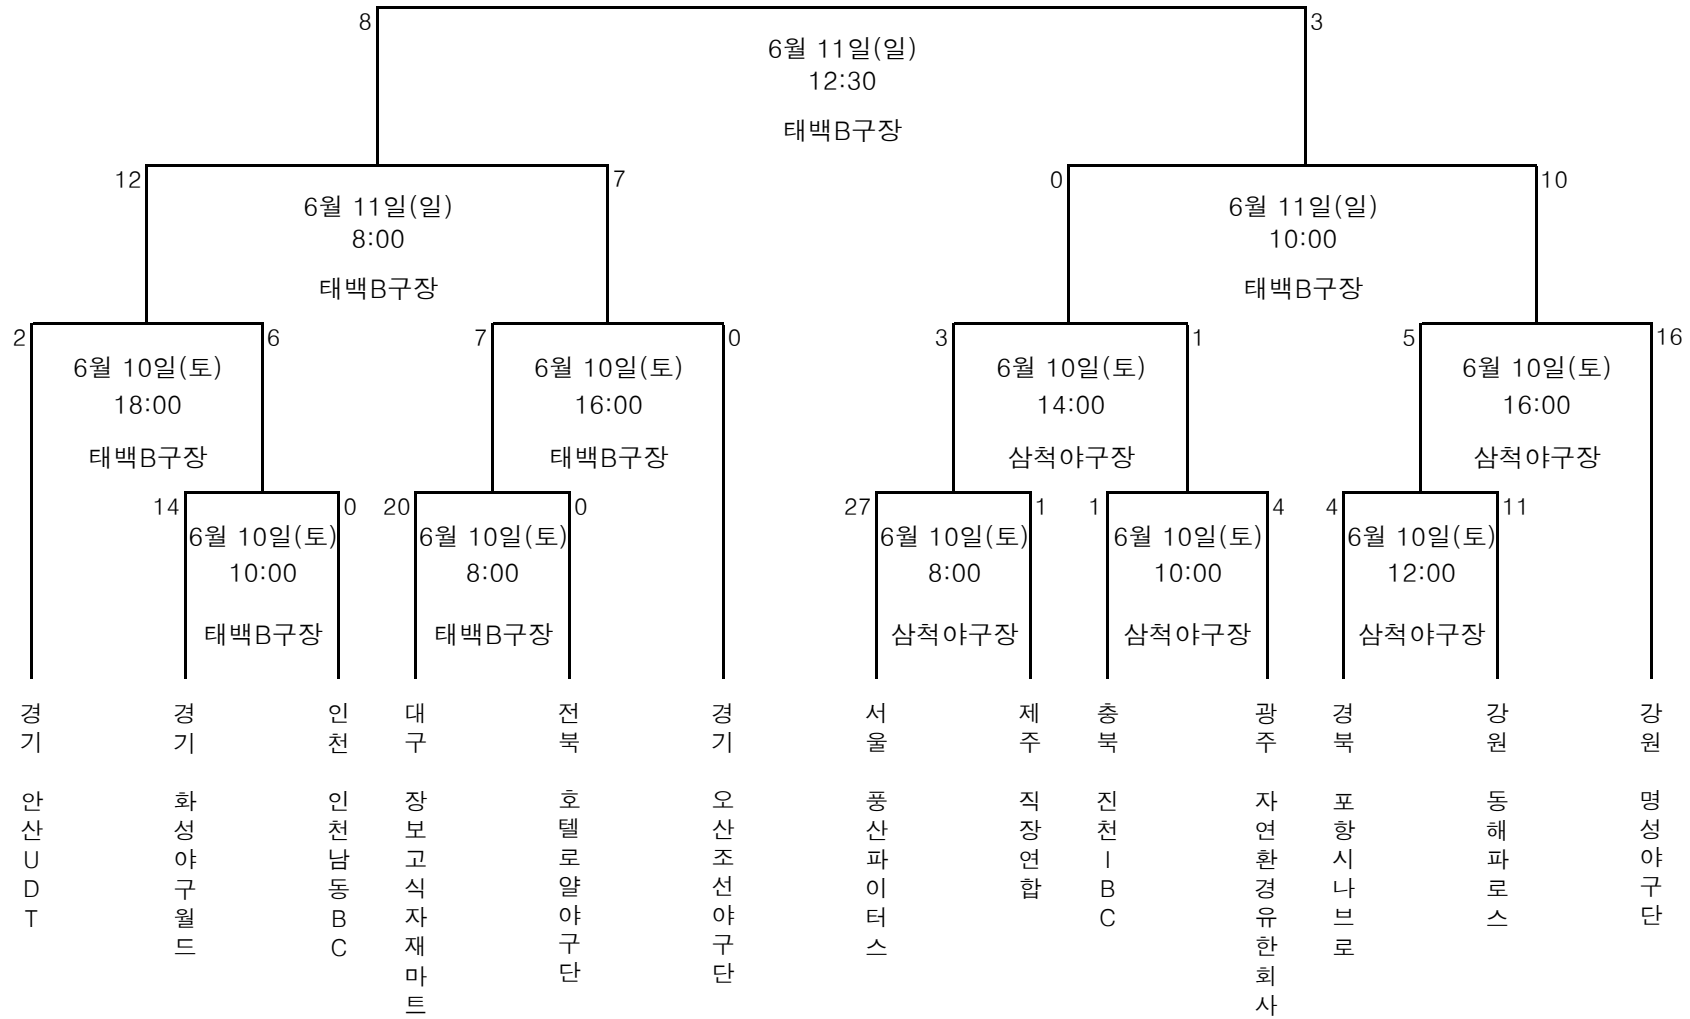 8
3
6월 11일(일)
12:30
태백B구장
12
7
0
10
6월 11일(일)
8:00
태백B구장
6월 11일(일)
10:00
태백B구장
2
6
7
0
3
1
5
16
6월 10일(토)
18:00
태백B구장
6월 10일(토)
16:00
태백B구장
6월 10일(토)
14:00
삼척야구장
6월 10일(토)
16:00
삼척야구장
14
0
20
0
27
1
1
4
4
11
6월 10일(토)
10:00
태백B구장
6월 10일(토)
8:00
태백B구장
6월 10일(토)
8:00
삼척야구장
6월 10일(토)
10:00
삼척야구장
6월 10일(토)
12:00
삼척야구장
경기 안산UDT
경기 화성야구월드
인천 인천남동BC
대구 장보고식자재마트
전북 호텔로얄야구단
경기 오산조선야구단
서울 풍산파이터스
제주 직장연합
충북 진천IBC
광주 자연환경유한회사
경북 포항시나브로
강원 동해파로스
강원 명성야구단